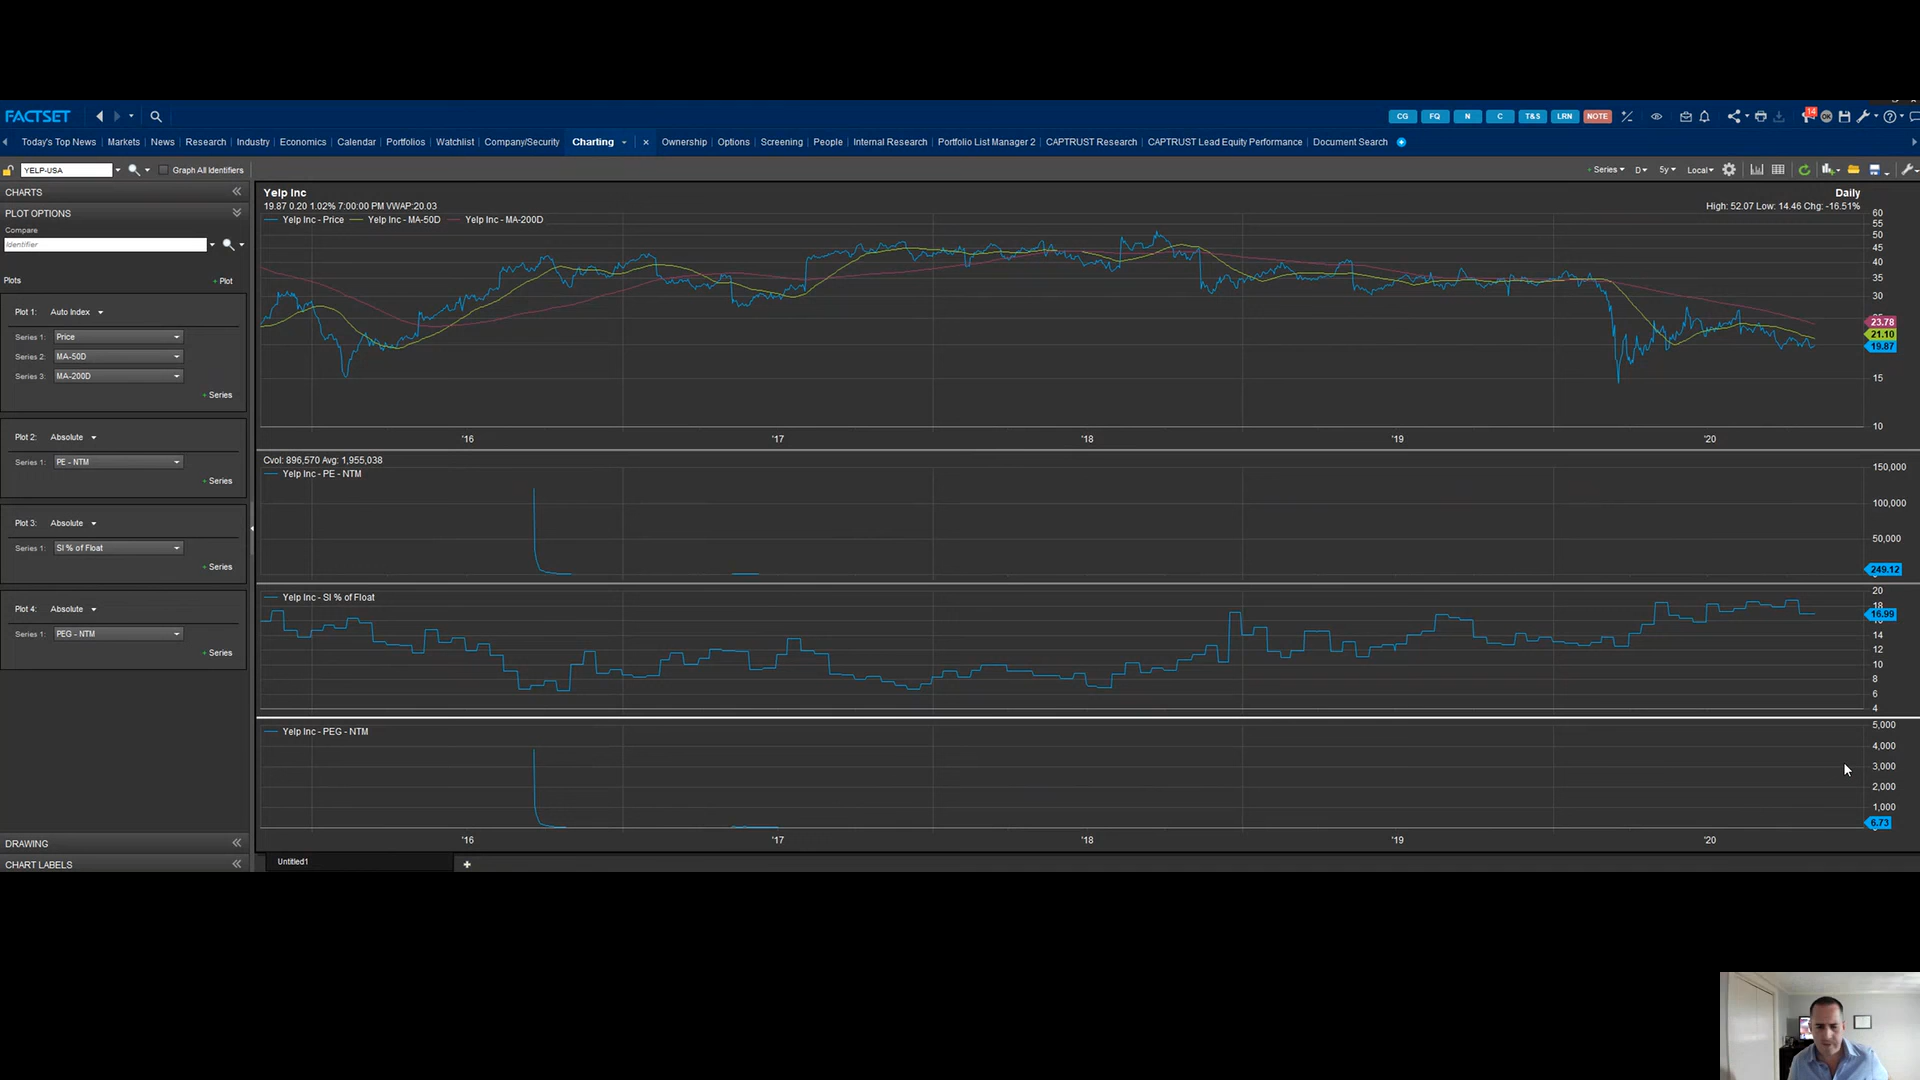 FACTSET
CG FQ N C T&S LRN NOTE 14 OK
Today's Top News Markets News Research Industry Economics Calendar Portfolios Watchlist Company/Security Charting Ownership Options Screening People Internal Research Portfolio List Manager 2 CAPTRUST Research CAPTRUST Lead Equity Performance Document Search
YELP-USA Graph All Identifiers
Series D 5y Local
CHARTS
PLOT OPTIONS
Compare
Identifier
Plots + Plot
Plot 1: Auto Index
Series 1: Price
Series 2: MA-50D
Series 3: MA-200D
+ Series
Plot 2: Absolute
Series 1: PE - NTM
+ Series
Plot 3: Absolute
Series 1: SI % of Float
+ Series
Plot 4: Absolute
Series 1: PEG - NTM
+ Series
DRAWING
CHART LABELS
Yelp Inc Daily
19.87 0.20 1.02% 7:00:00 PM VWAP:20.03 High: 52.07 Low: 14.46 Chg: -16.51%
Yelp Inc - Price Yelp Inc - MA-50D Yelp Inc - MA-200D
60
55
50
45
40
35
30
23.78
21.10
19.87
15
10
'16 '17 '18 '19 '20
Cvol: 896,570 Avg: 1,955,038
Yelp Inc - PE - NTM
150,000
100,000
50,000
249.12
Yelp Inc - SI % of Float
20
18
16.99
14
12
10
8
6
4
Yelp Inc - PEG - NTM
5,000
4,000
3,000
2,000
1,000
6.73
'16 '17 '18 '19 '20
Untitled1 +